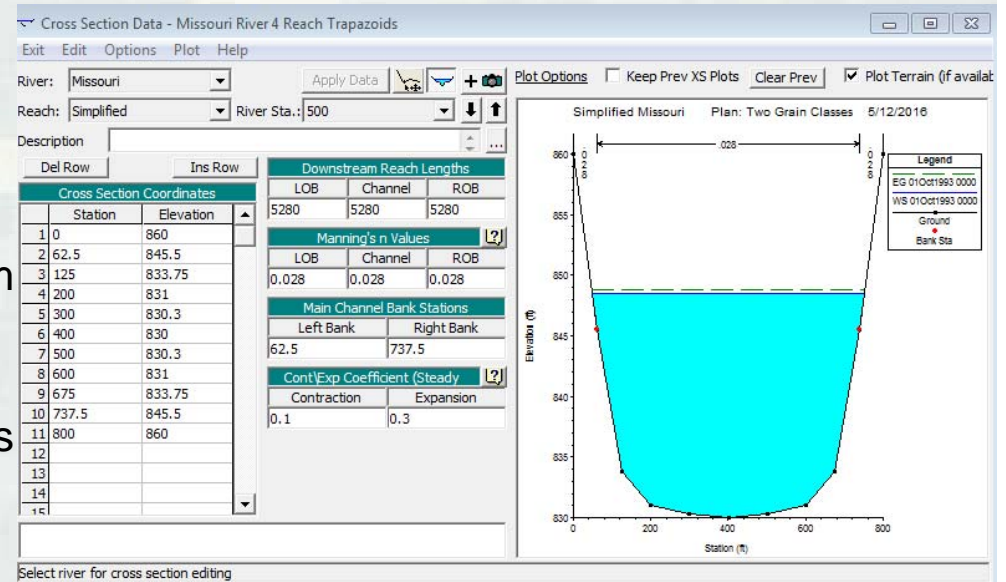 Cross Section Data - Missouri River 4 Reach Trapazoids
Exit Edit Options Plot Help
River: Missouri Apply Data
Reach: Simplified River Sta.: 500
Description ...
Del Row Ins Row
Cross Section Coordinates
Station Elevation
1 0 860
2 62.5 845.5
3 125 833.75
4 200 831
5 300 830.3
6 400 830
7 500 830.3
8 600 831
9 675 833.75
10 737.5 845.5
11 800 860
12
13
14
15
Downstream Reach Lengths
LOB Channel ROB
5280 5280 5280
Manning's n Values ?
LOB Channel ROB
0.028 0.028 0.028
Main Channel Bank Stations
Left Bank Right Bank
62.5 737.5
Cont\Exp Coefficient (Steady ?
Contraction Expansion
0.1 0.3
Plot Options Keep Prev XS Plots Clear Prev Plot Terrain (if availab
Simplified Missouri Plan: Two Grain Classes 5/12/2016
.028 .028 .028
Legend
EG 01Oct1993 0000
WS 01Oct1993 0000
Ground
Bank Sta
Elevation (ft)
860
855
850
845
840
835
830
0 200 400 600 800
Station (ft)
Select river for cross section editing
s